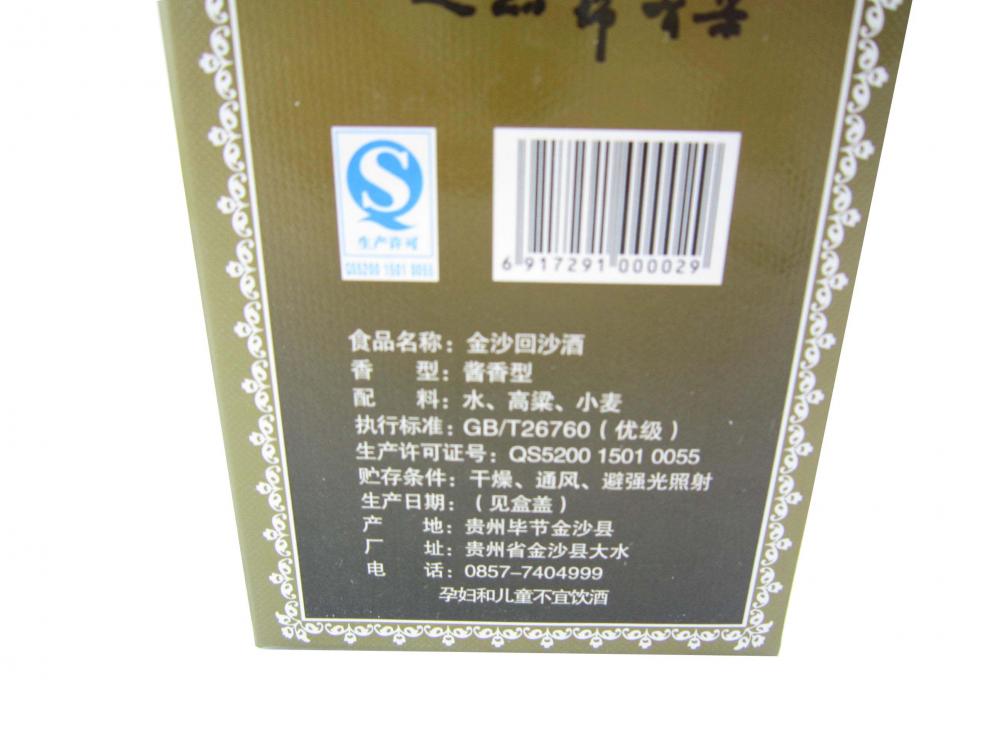 生产许可
QS5200 1501 0055
6 917291 000029
食品名称：金沙回沙酒
香 型：酱香型
配 料：水、高粱、小麦
执行标准：GB/T26760（优级）
生产许可证号：QS5200 1501 0055
贮存条件：干燥、通风、避强光照射
生产日期：（见盒盖）
产 地：贵州毕节金沙县
厂 址：贵州省金沙县大水
电 话：0857-7404999
孕妇和儿童不宜饮酒